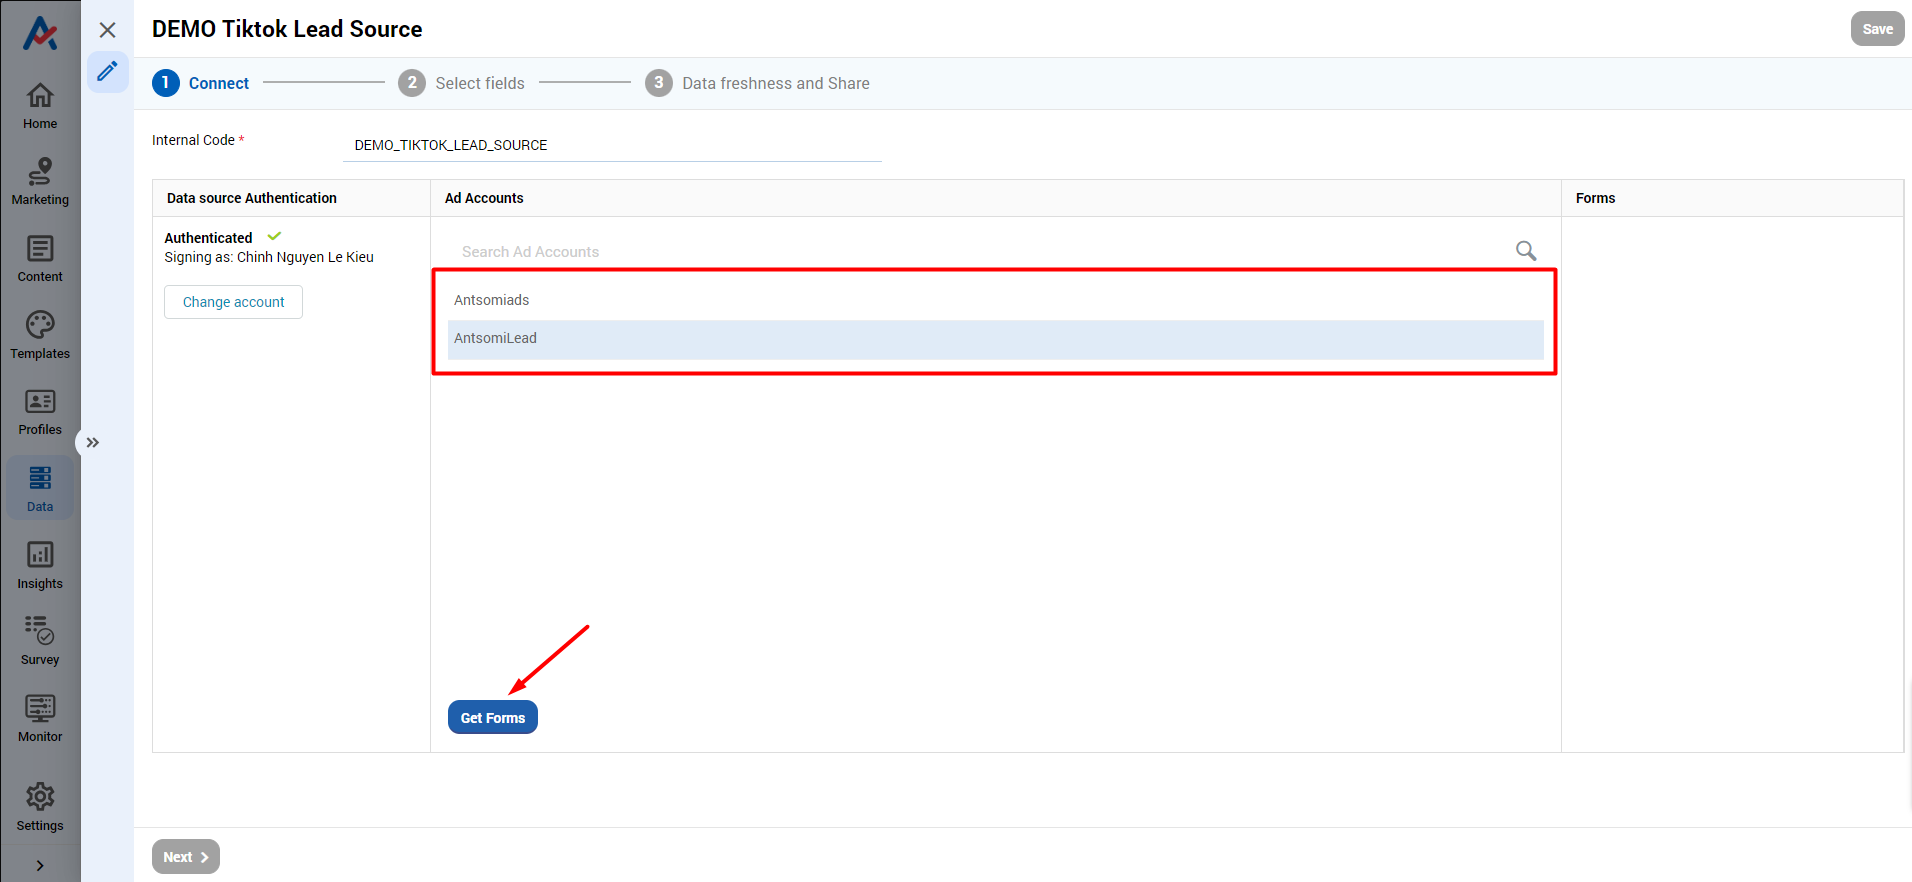 DEMO Tiktok Lead Source
Save
1 Connect
2 Select fields
3 Data freshness and Share
Home
Marketing
Content
Templates
Profiles
Data
Insights
Survey
Monitor
Settings
Internal Code *
DEMO_TIKTOK_LEAD_SOURCE
Data source Authentication
Ad Accounts
Forms
Authenticated
Signing as: Chinh Nguyen Le Kieu
Change account
Search Ad Accounts
Antsomiads
AntsomiLead
Get Forms
Next